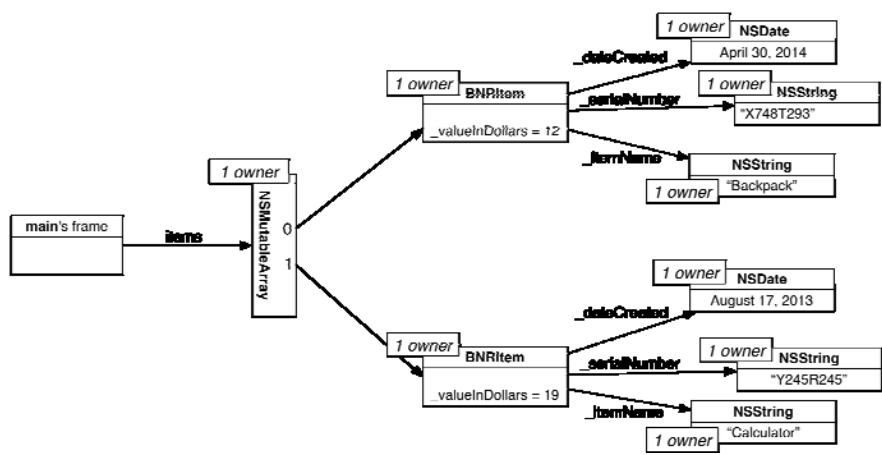 1 owner
NSDate
April 30, 2014
_dateCreated
1 owner
BNRItem
_valueInDollars = 12
_serialNumber
1 owner
NSString
“X748T293”
_itemName
NSString
“Backpack”
1 owner
1 owner
NSMutableArray
0
1
main's frame
items
1 owner
NSDate
August 17, 2013
_dateCreated
1 owner
BNRItem
_valueInDollars = 19
_serialNumber
1 owner
NSString
“Y245R245”
_itemName
NSString
“Calculator”
1 owner